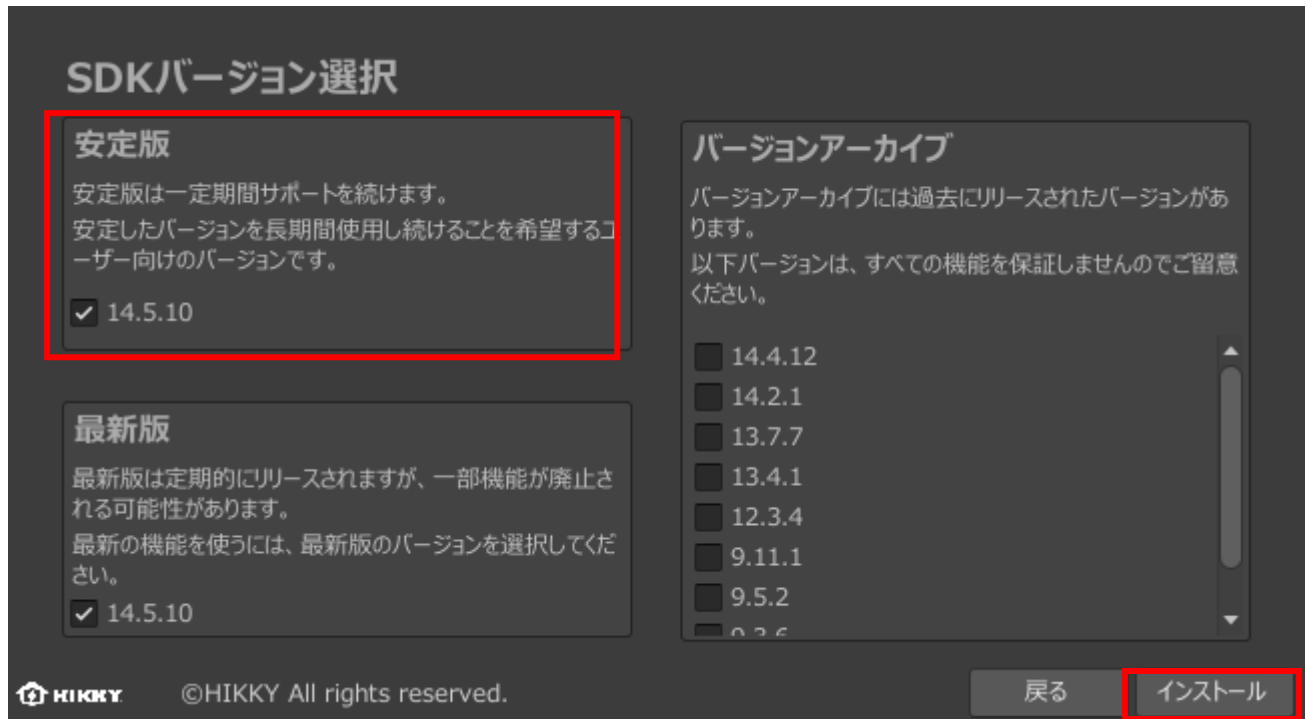 SDKバージョン選択
安定版
安定版は一定期間サポートを続けます。
安定したバージョンを長期間使用し続けることを希望するユ
ーザー向けのバージョンです。
14.5.10
最新版
最新版は定期的にリリースされますが、一部機能が廃止さ
れる可能性があります。
最新の機能を使うには、最新版のバージョンを選択してくだ
さい。
14.5.10
バージョンアーカイブ
バージョンアーカイブには過去にリリースされたバージョンがあ
ります。
以下バージョンは、すべての機能を保証しませんのでご留意
ください。
14.4.12
14.2.1
13.7.7
13.4.1
12.3.4
9.11.1
9.5.2
HIKKY
©HIKKY All rights reserved.
戻る
インストール